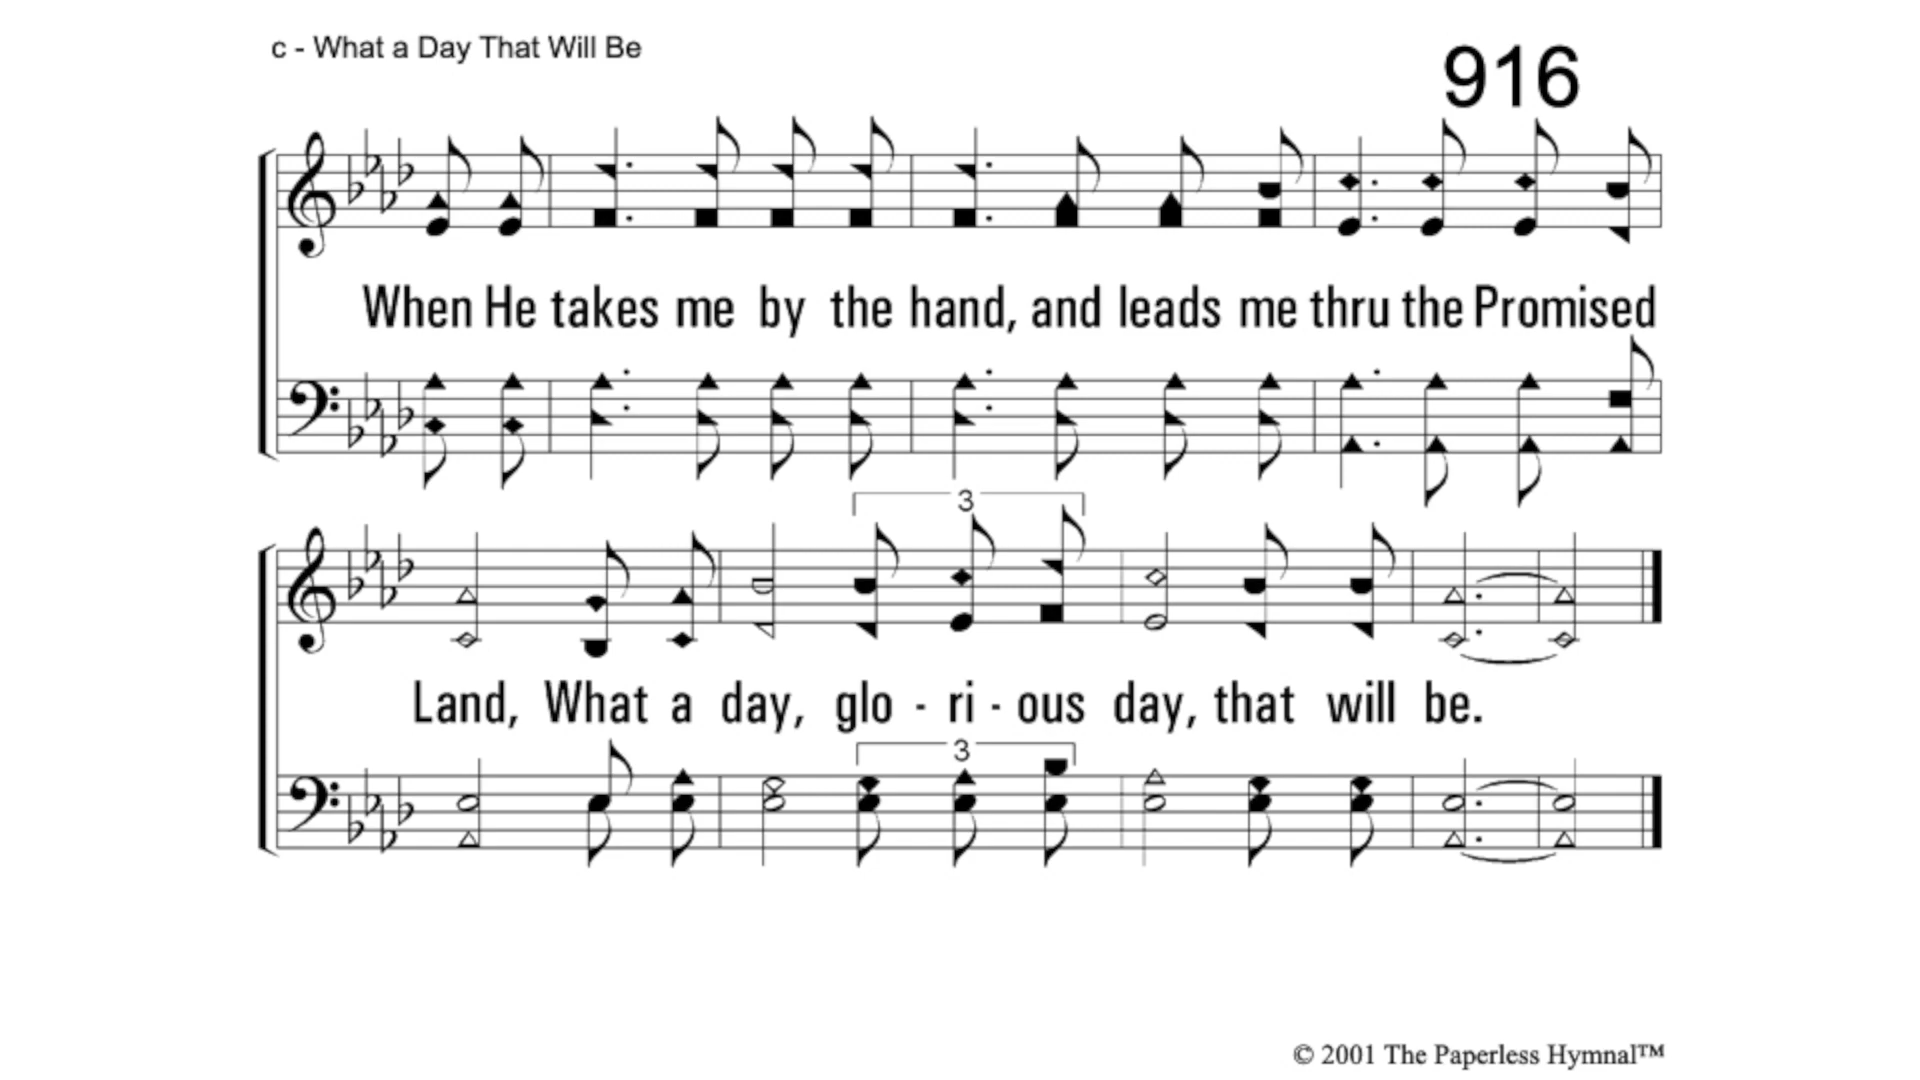 c - What a Day That Will Be
916
When He takes me by the hand, and leads me thru the Promised
3
Land, What a day, glo - ri - ous day, that will be.
3
© 2001 The Paperless Hymnal™